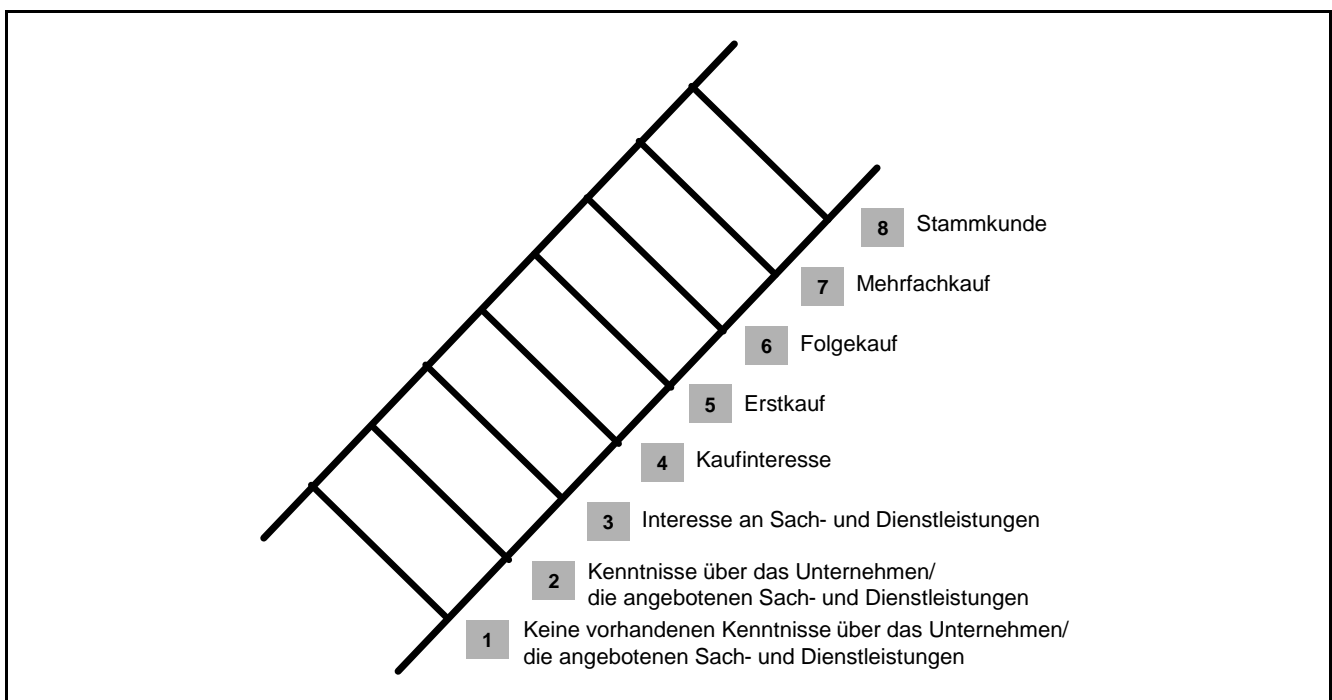 8 Stammkunde
7 Mehrfachkauf
6 Folgekauf
5 Erstkauf
4 Kaufinteresse
3 Interesse an Sach- und Dienstleistungen
2 Kenntnisse über das Unternehmen/
die angebotenen Sach- und Dienstleistungen
1 Keine vorhandenen Kenntnisse über das Unternehmen/
die angebotenen Sach- und Dienstleistungen